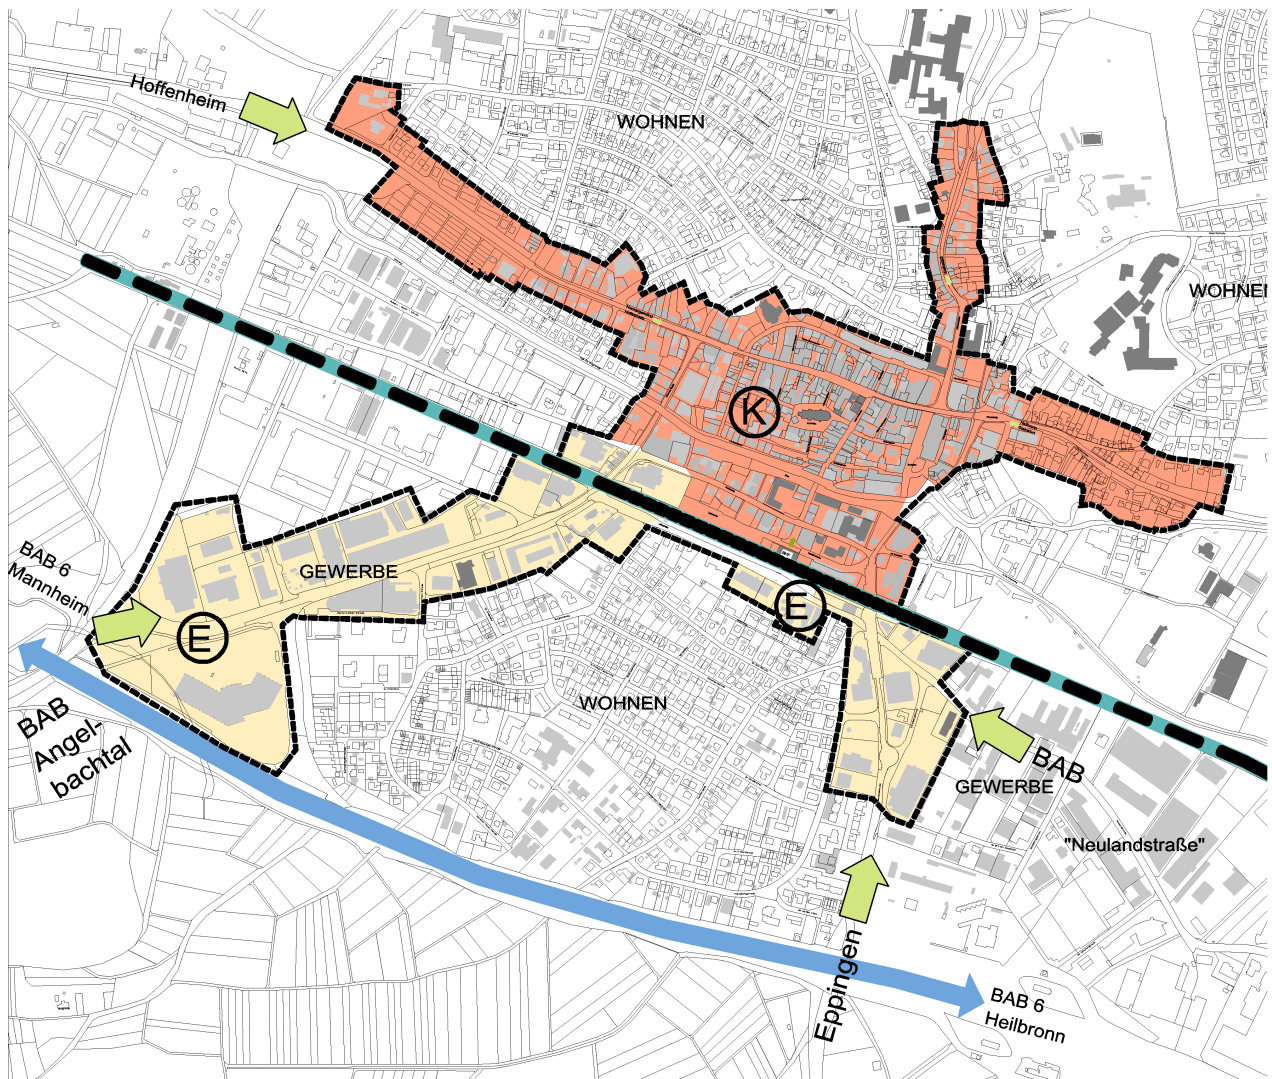 Hoffenheim
WOHNEN
WOHNEN
K
BAB 6
Mannheim
GEWERBE
E
E
WOHNEN
BAB
Angel-
bachtal
BAB
GEWERBE
"Neulandstraße"
Eppingen
BAB 6
Heilbronn